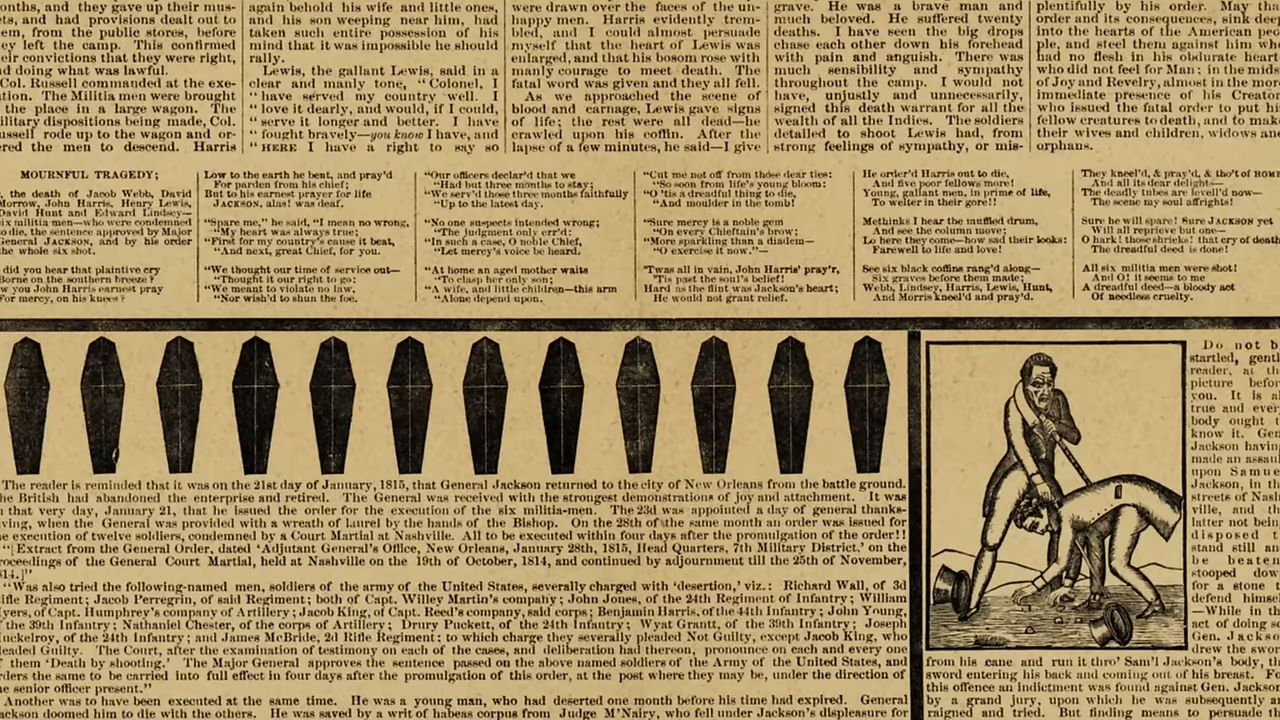 onths, and they gave up their mus-
ets, and had provisions dealt out to
em, from the public stores, before
ey left the camp. This confirmed
eir convictions that they were right,
nd doing what was lawful.
Col. Russell commanded at the exe-
tion. The Militia men were brought
the place in a large wagon. The
ilitary dispositions being made, Col.
ussell rode up to the wagon and or-
ered the men to descend. Harris
again behold his wife and little ones,
and his son weeping near him, had
taken such entire possession of his
mind that it was impossible he should
rally.
Lewis, the gallant Lewis, said in a
clear and manly tone, "Colonel, I
"have served my country well. I
"love it dearly, and would, if I could,
"serve it longer and better. I have
"fought bravely—you know I have, and
"HERE I have a right to say so
were drawn over the faces of the un-
happy men. Harris evidently trem-
bled, and I could almost persuade
myself that the heart of Lewis was
enlarged, and that his bosom rose with
manly courage to meet death. The
fatal word was given and they all fell.
As we approached the scene of
blood and carnage, Lewis gave signs
of life; the rest were all dead—he
crawled upon his coffin. After the
lapse of a few minutes, he said—I give
grave. He was a brave man and
much beloved. He suffered twenty
deaths. I have seen the big drops
chase each other down his forehead
with pain and anguish. There was
much sensibility and sympathy
throughout the camp. I would not
have, unjustly and unnecessarily,
signed this death warrant for all the
wealth of all the Indies. The soldiers
detailed to shoot Lewis had, from
strong feelings of sympathy, or mis-
plentifully by his order. May tha
order and its consequences, sink dee
into the hearts of the American peo
ple, and steel them against him wh
had no flesh in his obdurate heart
who did not feel for Man; in the mids
of Joy and Revelry, almost in the more
immediate presence of his Creator
who issued the fatal order to put hi
fellow creatures to death, and to make
their wives and children, widows an
orphans.
MOURNFUL TRAGEDY;
, the death of Jacob Webb, David
Morrow, John Harris, Henry Lewis,
David Hunt and Edward Lindsey—
six militia men—who were condemned
to die, the sentence approved by Major
General JACKSON, and by his order
the whole six shot.
did you hear that plaintive cry
Borne on the southern breeze?
w you John Harris earnest pray
For mercy, on his knees?
Low to the earth he bent, and pray'd
For pardon from his chief;
But to his earnest prayer for life
JACKSON, alas! was deaf.
"Spare me," he said, "I mean no wrong,
"My heart was always true;
"First for my country's cause it beat,
"And next, great Chief, for you.
"We thought our time of service out—
"Thought it our right to go:
"We meant to violate no law,
"Nor wish'd to shun the foe.
"Our officers declar'd that we
"Had but three months to stay;
"We serv'd those three months faithfully
"Up to the latest day.
"No one suspects intended wrong;
"The judgment only err'd:
"In such a case, O noble Chief,
"Let mercy's voice be heard.
"At home an aged mother waits
"To clasp her only son;
"A wife, and little children—this arm
"Alone depend upon.
"Cut me not off from those dear ties:
"So soon from life's young bloom:
"O 'tis a dreadful thing to die,
"And moulder in the tomb!
"Sure mercy is a noble gem
"On every Chieftain's brow;
"More sparkling than a diadem—
"O exercise it now."—
'Twas all in vain, John Harris' pray'r,
'Tis past the soul's belief!
Hard as the flint was Jackson's heart;
He would not grant relief.
He order'd Harris out to die,
And five poor fellows more!
Young, gallant men, in prime of life,
To welter in their gore!!
Methinks I hear the muffled drum,
And see the column move;
Lo here they come—how sad their looks:
Farewell to life and love!
See six black coffins rang'd along—
Six graves before them made;
Webb, Lindsey, Harris, Lewis, Hunt,
And Morris kneel'd and pray'd.
They kneel'd, & pray'd, & tho't of HOME
And all its dear delights—
The deadly tubes are levell'd now—
The scene my soul affrights!
Sure he will spare! Sure JACKSON yet
Will all reprieve but one—
O hark! those shrieks! that cry of death
The dreadful deed is done!
All six militia men were shot!
And O! it seems to me
A dreadful deed—a bloody act
Of needless cruelty.
The reader is reminded that it was on the 21st day of January, 1815, that General Jackson returned to the city of New Orleans from the battle ground.
he British had abandoned the enterprise and retired. The General was received with the strongest demonstrations of joy and attachment. It was
that very day, January 21, that he issued the order for the execution of the six militia-men. The 23d was appointed a day of general thanks-
iving, when the General was provided with a wreath of laurel by the hands of the Bishop. On the 28th of the same month an order was issued for
e execution of twelve soldiers, condemned by a Court Martial at Nashville. All to be executed within four days after the promulgation of the order!!
"[Extract from the General Order, dated 'Adjutant General's Office, New Orleans, January 28th, 1815, Head Quarters, 7th Military District,' on the
roceedings of the General Court Martial, held at Nashville on the 19th of October, 1814, and continued by adjournment till the 25th of November,
814.]"
"Was also tried the following-named men, soldiers of the army of the United States, severally charged with 'desertion,' viz.: Richard Wall, of 3d
ifle Regiment; Jacob Perregrin, of said Regiment; both of Capt. Willey Martin's company; John Jones, of the 24th Regiment of Infantry; William
yers, of Capt. Humphrey's company of Artillery; Jacob King, of Capt. Reed's company, said corps; Benjamin Harris, of the 44th Infantry; John Young,
f the 39th Infantry; Nathaniel Chester, of the corps of Artillery; Drury Puckett, of the 24th Infantry; Wyat Grantt, of the 39th Infantry; Joseph
uckelroy, of the 24th Infantry; and James McBride, 2d Rifle Regiment; to which charge they severally pleaded Not Guilty, except Jacob King, who
leaded Guilty. The Court, after the examination of testimony on each of the cases, and deliberation had thereon, pronounce on each and every one
f them 'Death by shooting.' The Major General approves the sentence passed on the above named soldiers of the Army of the United States, and
rders the same to be carried into full effect in four days after the promulgation of this order, at the post where they may be, under the direction of
he senior officer present."
Another was to have been executed at the same time. He was a young man, who had deserted one month before his time had expired. General
ackson doomed him to die with the others. He was saved by a writ of habeas corpus from Judge M'Nairy, who fell under Jackson's displeasure for
Do not b
startled, gentl
reader, at the
picture before
you. It is al
true and ever
body ought t
know it. Gen
Jackson having
made an assaul
upon Samue
Jackson, in th
streets of Nash
ville, and th
latter not being
disposed t
stand still an
be beaten
stooped down
for a stone t
defend himsel
—While in th
act of doing so
Gen. Jackson
drew the sword
from his cane and run it thro' Sam'l Jackson's body, th
sword entering his back and coming out of his breast. Fo
this offence an indictment was found against Gen. Jackson
by a grand jury, upon which he was subsequently a
raigned and tried. But finding means to persuade t